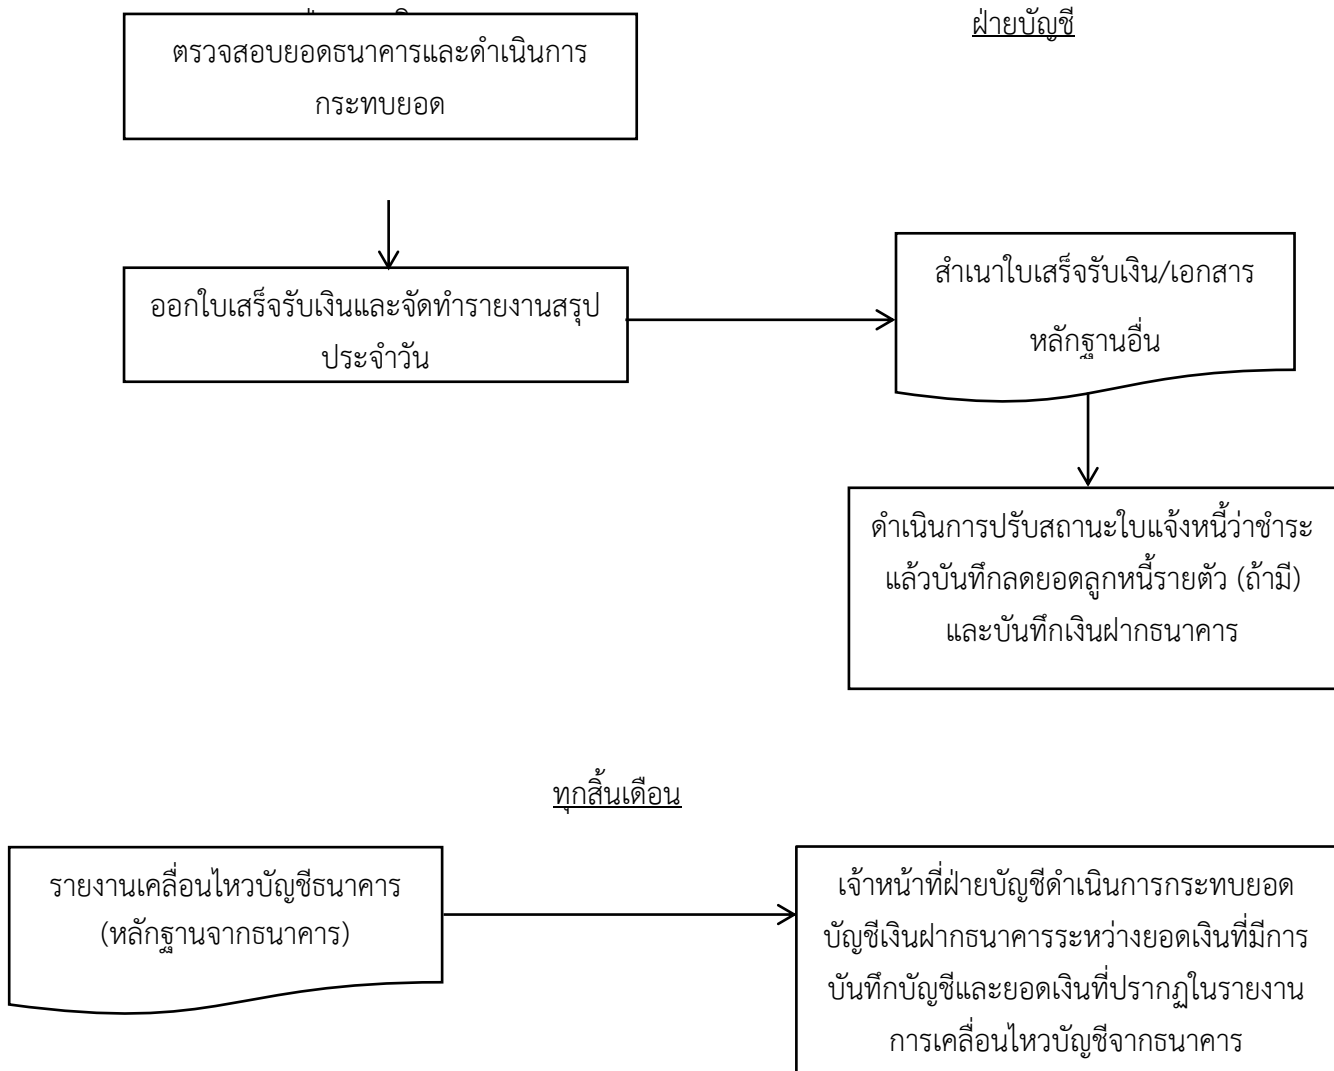 ฝ่ายบัญชี
ตรวจสอบยอดธนาคารและดำเนินการ
กระทบยอด
ออกใบเสร็จรับเงินและจัดทำรายงานสรุป
ประจำวัน
สำเนาใบเสร็จรับเงิน/เอกสาร
หลักฐานอื่น
ดำเนินการปรับสถานะใบแจ้งหนี้ว่าชำระ
แล้วบันทึกลดยอดลูกหนี้รายตัว (ถ้ามี)
และบันทึกเงินฝากธนาคาร
ทุกสิ้นเดือน
รายงานเคลื่อนไหวบัญชีธนาคาร
(หลักฐานจากธนาคาร)
เจ้าหน้าที่ฝ่ายบัญชีดำเนินการกระทบยอด
บัญชีเงินฝากธนาคารระหว่างยอดเงินที่มีการ
บันทึกบัญชีและยอดเงินที่ปรากฏในรายงาน
การเคลื่อนไหวบัญชีจากธนาคาร